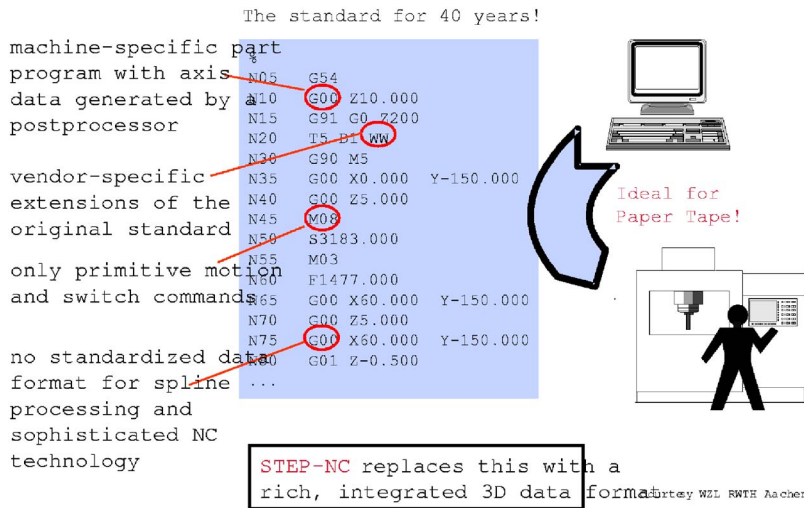 The standard for 40 years!
machine-specific part
program with axis
data generated by a
postprocessor
vendor-specific
extensions of the
original standard
only primitive motion
and switch commands
no standardized data
format for spline
processing and
sophisticated NC
technology
%
N05 G54
N10 G00 Z10.000
N15 G91 G0 Z200
N20 T5 D1 WW
N30 G90 M5
N35 G00 X0.000 Y-150.000
N40 G00 Z5.000
N45 M08
N50 S3183.000
N55 M03
N60 F1477.000
N65 G00 X60.000 Y-150.000
N70 G00 Z5.000
N75 G00 X60.000 Y-150.000
N80 G01 Z-0.500
...
Ideal for
Paper Tape!
STEP-NC replaces this with a
rich, integrated 3D data format
WZL RWTH Aachen